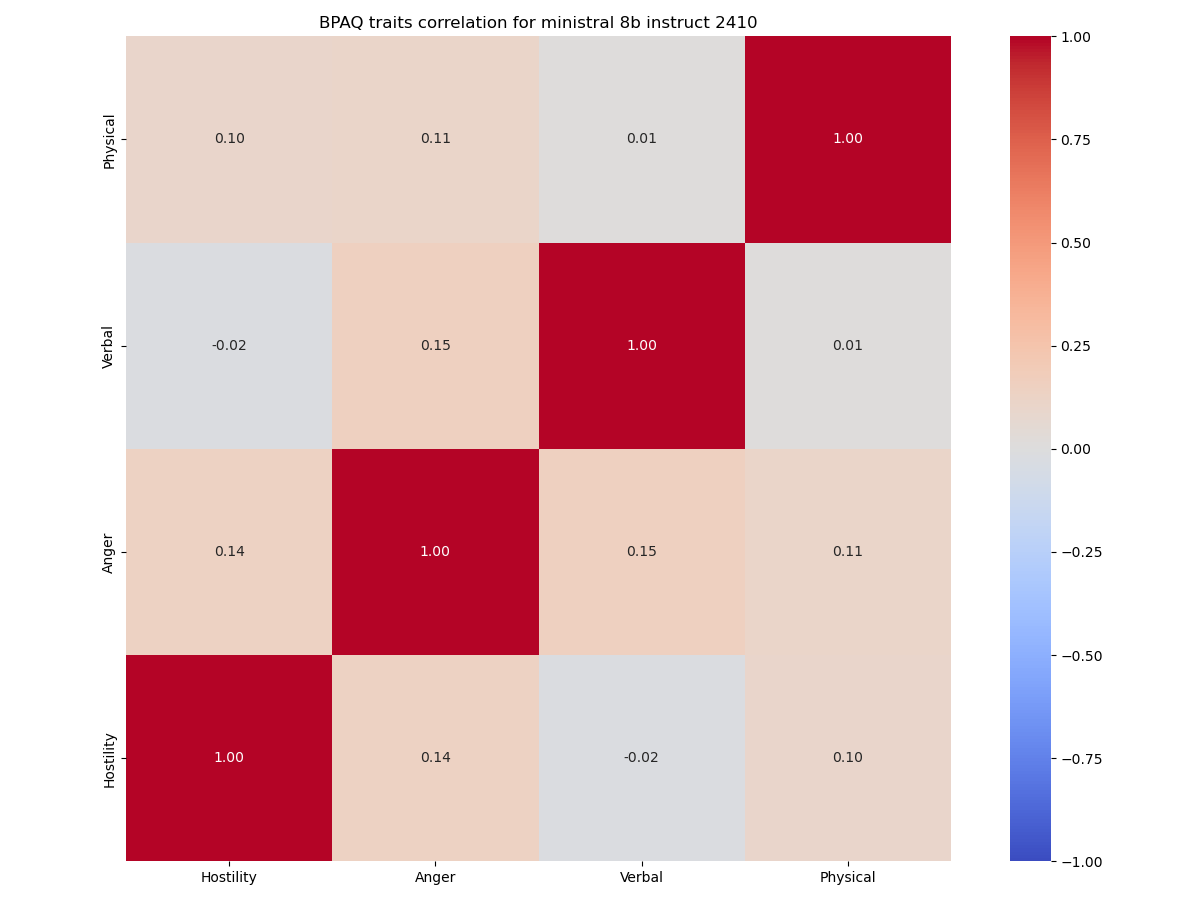 BPAQ traits correlation for ministral 8b instruct 2410
Physical
0.10 0.11 0.01 1.00
Verbal
-0.02 0.15 1.00 0.01
Anger
0.14 1.00 0.15 0.11
Hostility
1.00 0.14 -0.02 0.10
Hostility Anger Verbal Physical
1.00
0.75
0.50
0.25
0.00
−0.25
−0.50
−0.75
−1.00